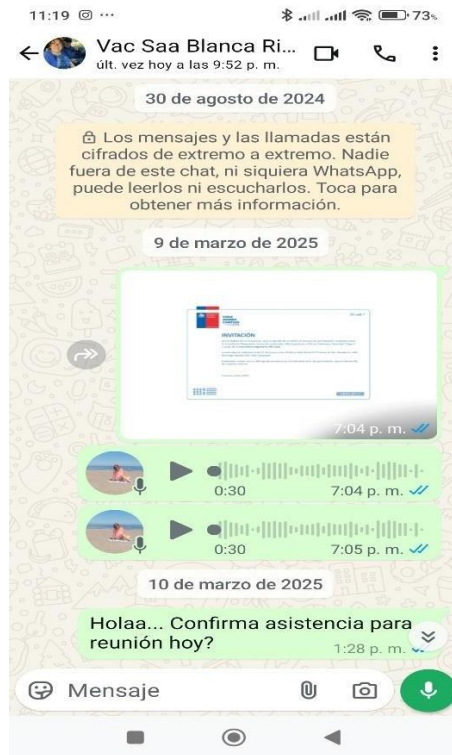 11:19
73%
Vac Saa Blanca Ri...
últ. vez hoy a las 9:52 p. m.
30 de agosto de 2024
Los mensajes y las llamadas están
cifrados de extremo a extremo. Nadie
fuera de este chat, ni siquiera WhatsApp,
puede leerlos ni escucharlos. Toca para
obtener más información.
9 de marzo de 2025
INVITACIÓN
7:04 p. m.
0:30 7:04 p. m.
0:30 7:05 p. m.
10 de marzo de 2025
Holaa... Confirma asistencia para
reunión hoy?
1:28 p. m.
Mensaje